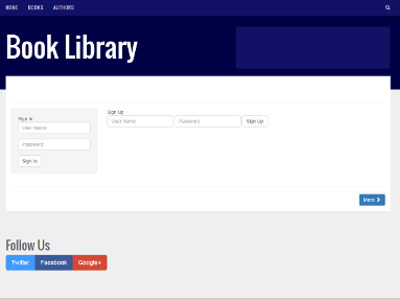 HOME BOOKS AUTHORS
Book Library
Sign In
User Name
Password
Sign In
Sign Up
User Name Password Sign Up
More
Follow Us
Twitter Facebook Google+